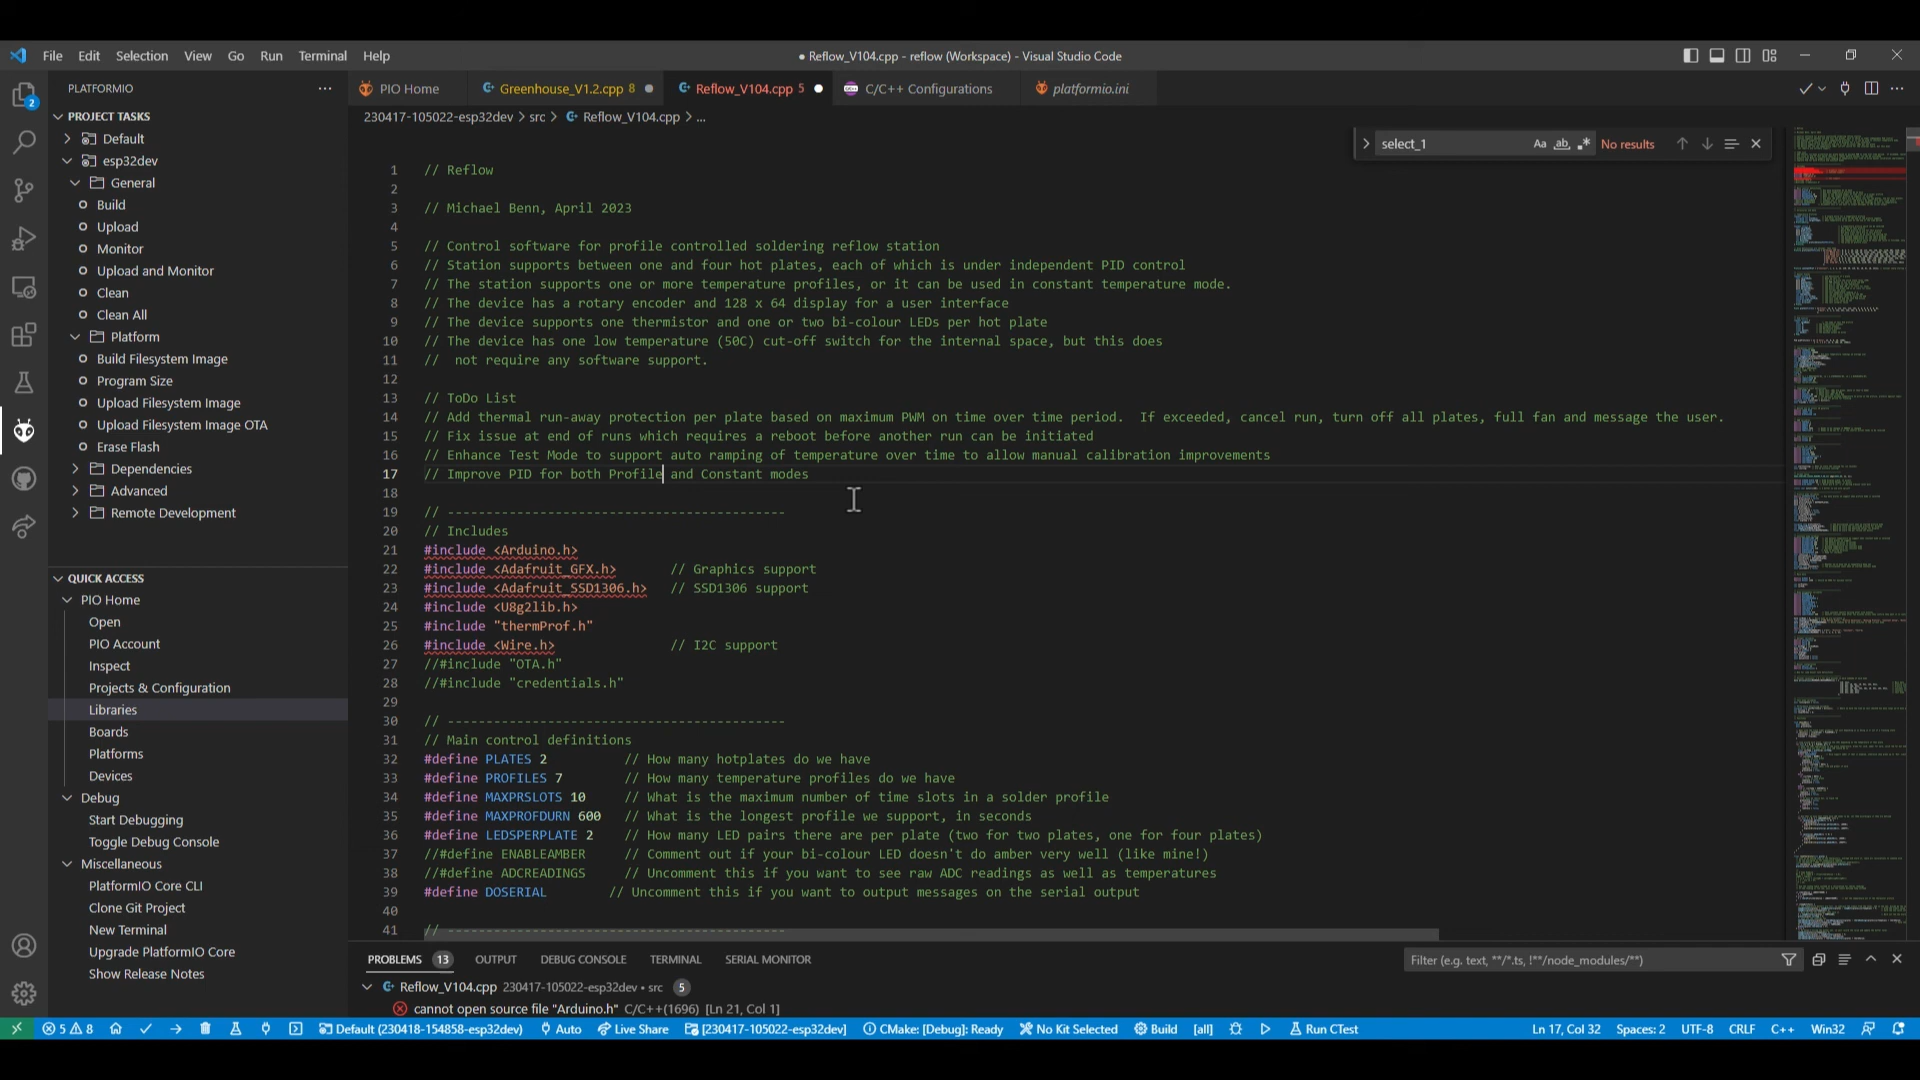 File Edit Selection View Go Run Terminal Help
● Reflow_V104.cpp - reflow (Workspace) - Visual Studio Code
PLATFORMIO
PIO Home
Greenhouse_V1.2.cpp 8
Reflow_V104.cpp 5
C/C++ Configurations
platformio.ini
2
PROJECT TASKS
Default
esp32dev
General
Build
Upload
Monitor
Upload and Monitor
Clean
Clean All
Platform
Build Filesystem Image
Program Size
Upload Filesystem Image
Upload Filesystem Image OTA
Erase Flash
Dependencies
Advanced
Remote Development
QUICK ACCESS
PIO Home
Open
PIO Account
Inspect
Projects & Configuration
Libraries
Boards
Platforms
Devices
Debug
Start Debugging
Toggle Debug Console
Miscellaneous
PlatformIO Core CLI
Clone Git Project
New Terminal
Upgrade PlatformIO Core
Show Release Notes
230417-105022-esp32dev > src > Reflow_V104.cpp > ...
select_1 Aa ab .* No results
1 // Reflow
2
3 // Michael Benn, April 2023
4
5 // Control software for profile controlled soldering reflow station
6 // Station supports between one and four hot plates, each of which is under independent PID control
7 // The station supports one or more temperature profiles, or it can be used in constant temperature mode.
8 // The device has a rotary encoder and 128 x 64 display for a user interface
9 // The device supports one thermistor and one or two bi-colour LEDs per hot plate
10 // The device has one low temperature (50C) cut-off switch for the internal space, but this does
11 //  not require any software support.
12
13 // ToDo List
14 // Add thermal run-away protection per plate based on maximum PWM on time over time period.  If exceeded, cancel run, turn off all plates, full fan and message the user.
15 // Fix issue at end of runs which requires a reboot before another run can be initiated
16 // Enhance Test Mode to support auto ramping of temperature over time to allow manual calibration improvements
17 // Improve PID for both Profile and Constant modes
18
19 // --------------------------------------------
20 // Includes
21 #include <Arduino.h>
22 #include <Adafruit_GFX.h> // Graphics support
23 #include <Adafruit_SSD1306.h> // SSD1306 support
24 #include <U8g2lib.h>
25 #include "thermProf.h"
26 #include <Wire.h> // I2C support
27 //#include "OTA.h"
28 //#include "credentials.h"
29
30 // --------------------------------------------
31 // Main control definitions
32 #define PLATES 2 // How many hotplates do we have
33 #define PROFILES 7 // How many temperature profiles do we have
34 #define MAXPRSLOTS 10 // What is the maximum number of time slots in a solder profile
35 #define MAXPROFDURN 600 // What is the longest profile we support, in seconds
36 #define LEDSPERPLATE 2 // How many LED pairs there are per plate (two for two plates, one for four plates)
37 //#define ENABLEAMBER // Comment out if your bi-colour LED doesn't do amber very well (like mine!)
38 //#define ADCREADINGS // Uncomment this if you want to see raw ADC readings as well as temperatures
39 #define DOSERIAL // Uncomment this if you want to output messages on the serial output
40
41 // --------------------------------------------
PROBLEMS 13 OUTPUT DEBUG CONSOLE TERMINAL SERIAL MONITOR
Filter (e.g. text, **/*.ts, !**/node_modules/**)
Reflow_V104.cpp 230417-105022-esp32dev • src 5
cannot open source file "Arduino.h" C/C++(1696) [Ln 21, Col 1]
5 8 Default (230418-154858-esp32dev) Auto Live Share [230417-105022-esp32dev] CMake: [Debug]: Ready No Kit Selected Build [all] Run CTest Ln 17, Col 32 Spaces: 2 UTF-8 CRLF C++ Win32